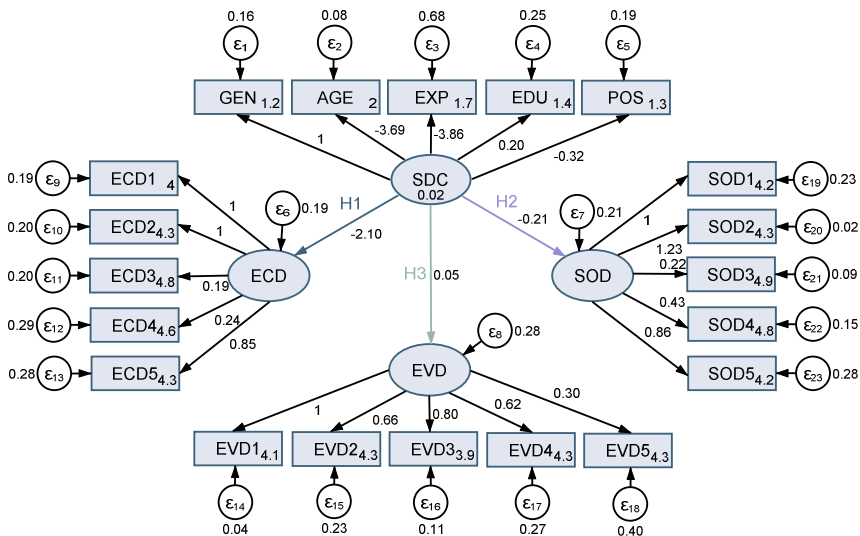 0.16 0.08 0.68 0.25 0.19
ε1 ε2 ε3 ε4 ε5
GEN 1.2 AGE 2 EXP 1.7 EDU 1.4 POS 1.3
1 -3.69 -3.86 0.20 -0.32
SDC
0.02
0.19 ε9 ECD1 4
0.20 ε10 ECD2 4.3
0.20 ε11 ECD3 4.8
0.29 ε12 ECD4 4.6
0.28 ε13 ECD5 4.3
1
1
0.19
0.24
0.85
ε6 0.19
ECD
H1
-2.10
H2
-0.21
H3 0.05
ε7 0.21
SOD
1
1.23
0.22
0.43
0.86
SOD1 4.2 ε19 0.23
SOD2 4.3 ε20 0.02
SOD3 4.9 ε21 0.09
SOD4 4.8 ε22 0.15
SOD5 4.2 ε23 0.28
ε8 0.28
EVD
1 0.66 0.80 0.62 0.30
EVD1 4.1 EVD2 4.3 EVD3 3.9 EVD4 4.3 EVD5 4.3
ε14 ε15 ε16 ε17 ε18
0.04 0.23 0.11 0.27 0.40